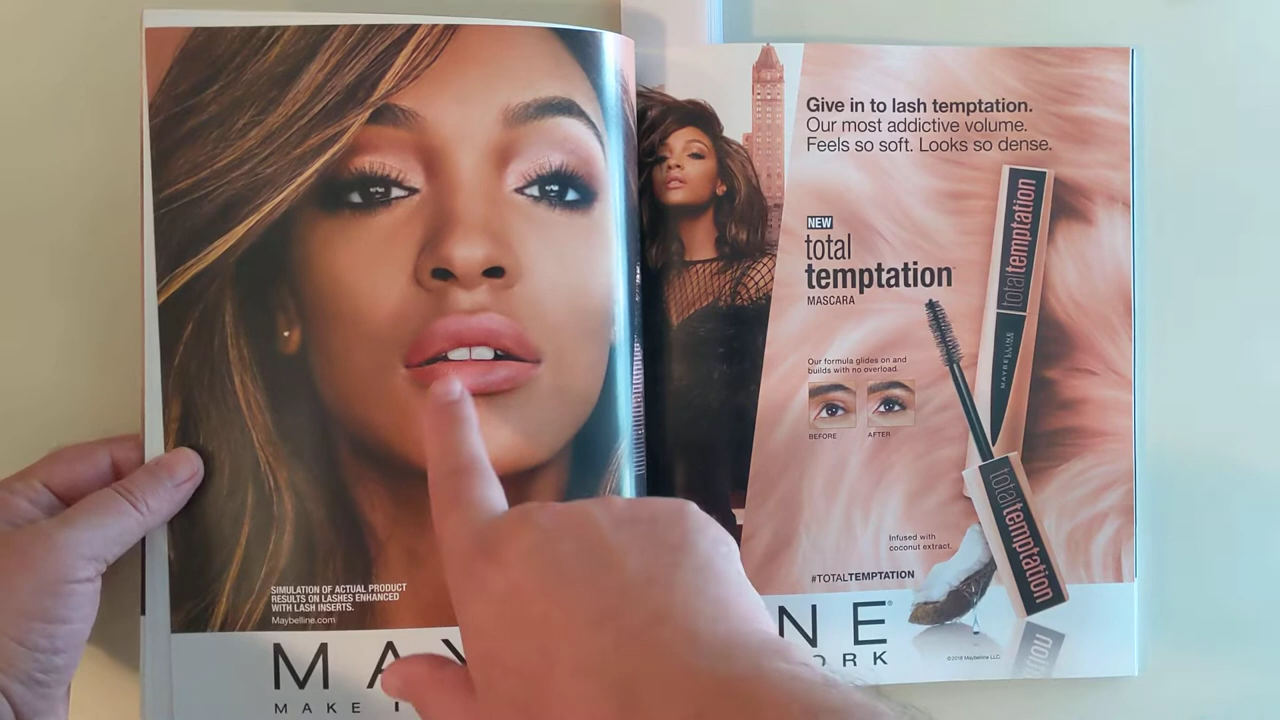 SIMULATION OF ACTUAL PRODUCT
RESULTS ON LASHES ENHANCED
WITH LASH INSERTS.
Maybelline.com
MAY
MAKE I
Give in to lash temptation.
Our most addictive volume.
Feels so soft. Looks so dense.
NEW
total
temptation
MASCARA
Our formula glides on and
builds with no overload.
BEFORE AFTER
totaltemptation
MAYBELLINE
totaltemptation
Infused with
coconut extract.
#TOTALTEMPTATION
NE®
ORK
©2018 Maybelline LLC.